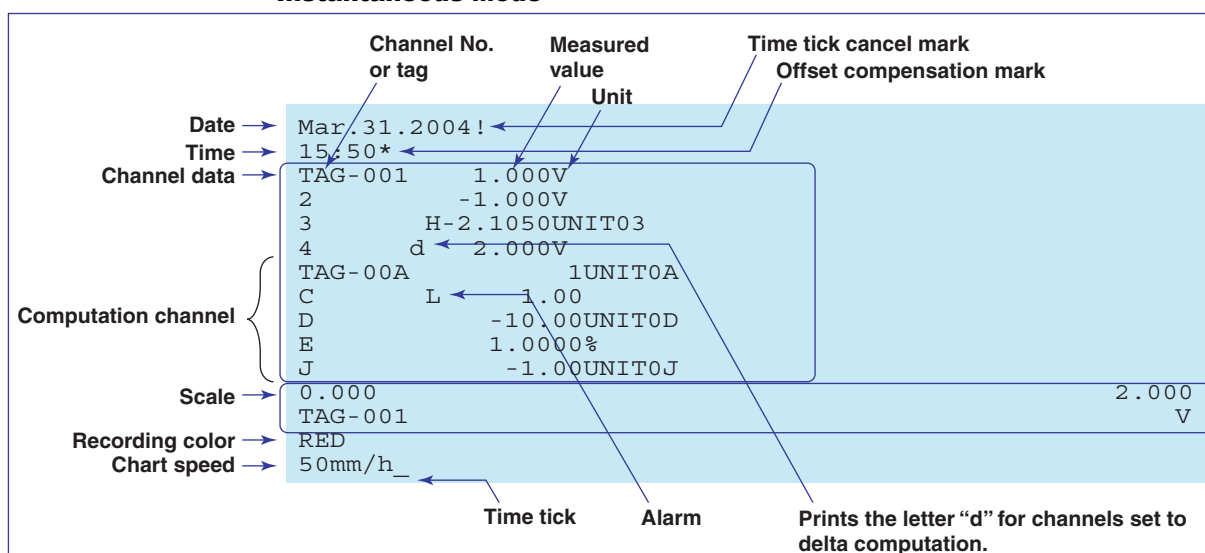 Channel No.
or tag
Measured
value
Unit
Time tick cancel mark
Offset compensation mark
Date
Mar.31.2004!
Time
15:50*
Channel data
TAG-001 1.000V
2 -1.000V
3 H-2.1050UNIT03
4 d 2.000V
TAG-00A 1UNIT0A
C L 1.00
Computation channel
D -10.00UNIT0D
E 1.0000%
J -1.00UNIT0J
Scale
0.000 2.000
TAG-001 V
Recording color
RED
Chart speed
50mm/h_
Time tick
Alarm
Prints the letter “d” for channels set to
delta computation.